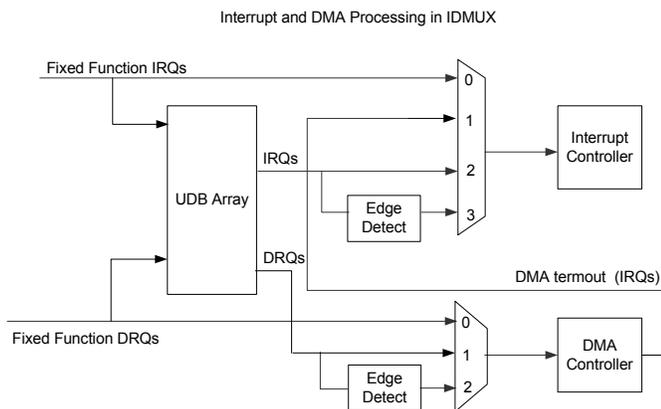 Interrupt and DMA Processing in IDMUX
Fixed Function IRQs
0
1
2
3
Interrupt
Controller
UDB Array
IRQs
Edge
Detect
DRQs
DMA termout (IRQs)
Fixed Function DRQs
0
1
2
DMA
Controller
Edge
Detect